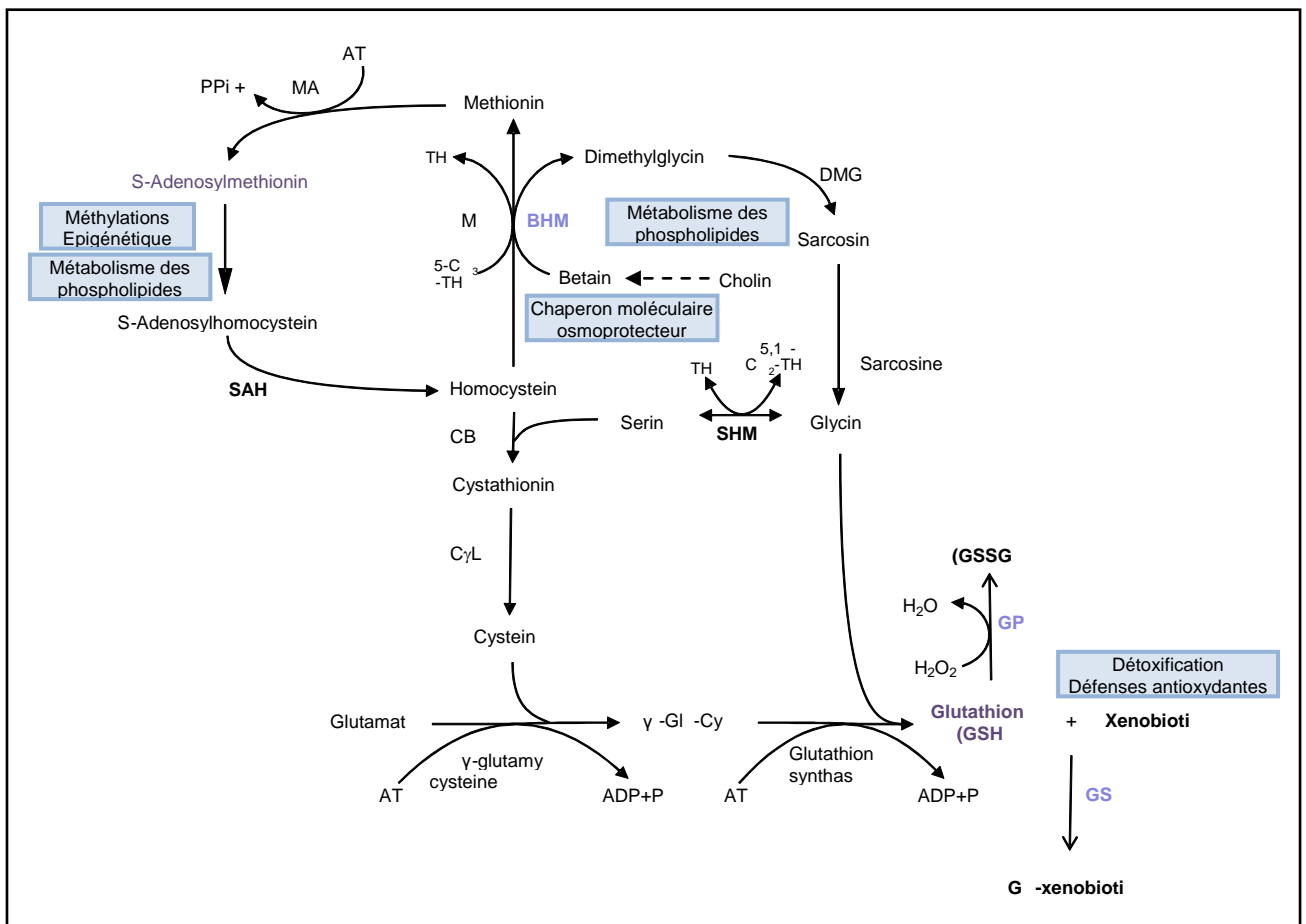 AT
PPi +
MA
Methionin
TH
Dimethylglycin
DMG
S-Adenosylmethionin
Méthylations
Epigénétique
M
BHM
Métabolisme des
phospholipides
Sarcosin
Métabolisme des
phospholipides
5-C 3
-TH
Betain
Cholin
Chaperon moléculaire
osmoprotecteur
S-Adenosylhomocystein
5,1 -
TH
C 2-TH
Sarcosine
SAH
Homocystein
Serin
SHM
Glycin
CB
Cystathionin
CγL
(GSSG
H2O
GP
Cystein
H2O2
Détoxification
Défenses antioxydantes
Glutamat
γ -Gl -Cy
Glutathion
(GSH
+
Xenobioti
γ-glutamy
cysteine
Glutathion
synthas
AT
ADP+P
AT
ADP+P
GS
G -xenobioti